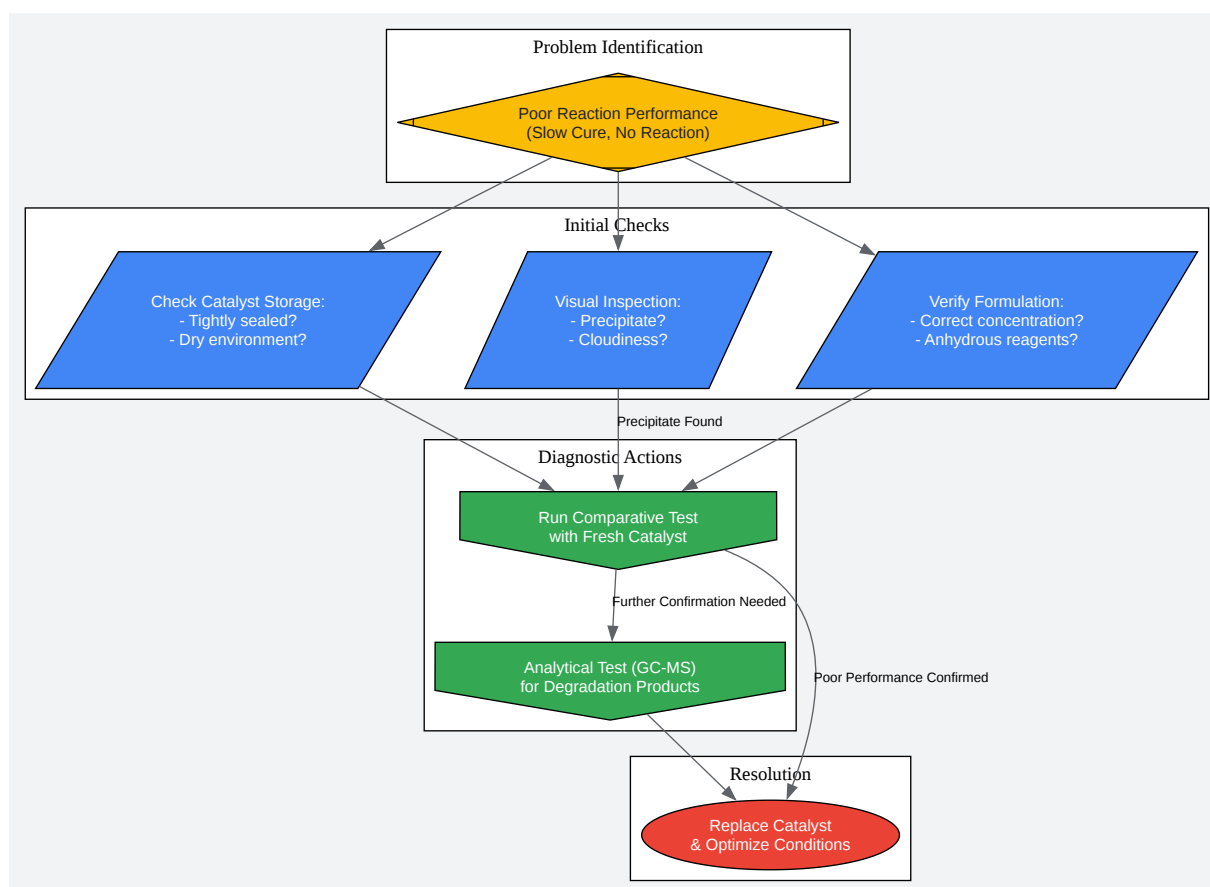 Problem Identification
Poor Reaction Performance
(Slow Cure, No Reaction)
Initial Checks
Check Catalyst Storage:
- Tightly sealed?
- Dry environment?
Visual Inspection:
- Precipitate?
- Cloudiness?
Verify Formulation:
- Correct concentration?
- Anhydrous reagents?
Precipitate Found
Diagnostic Actions
Run Comparative Test
with Fresh Catalyst
Further Confirmation Needed
Analytical Test (GC-MS)
for Degradation Products
Poor Performance Confirmed
Resolution
Replace Catalyst
& Optimize Conditions